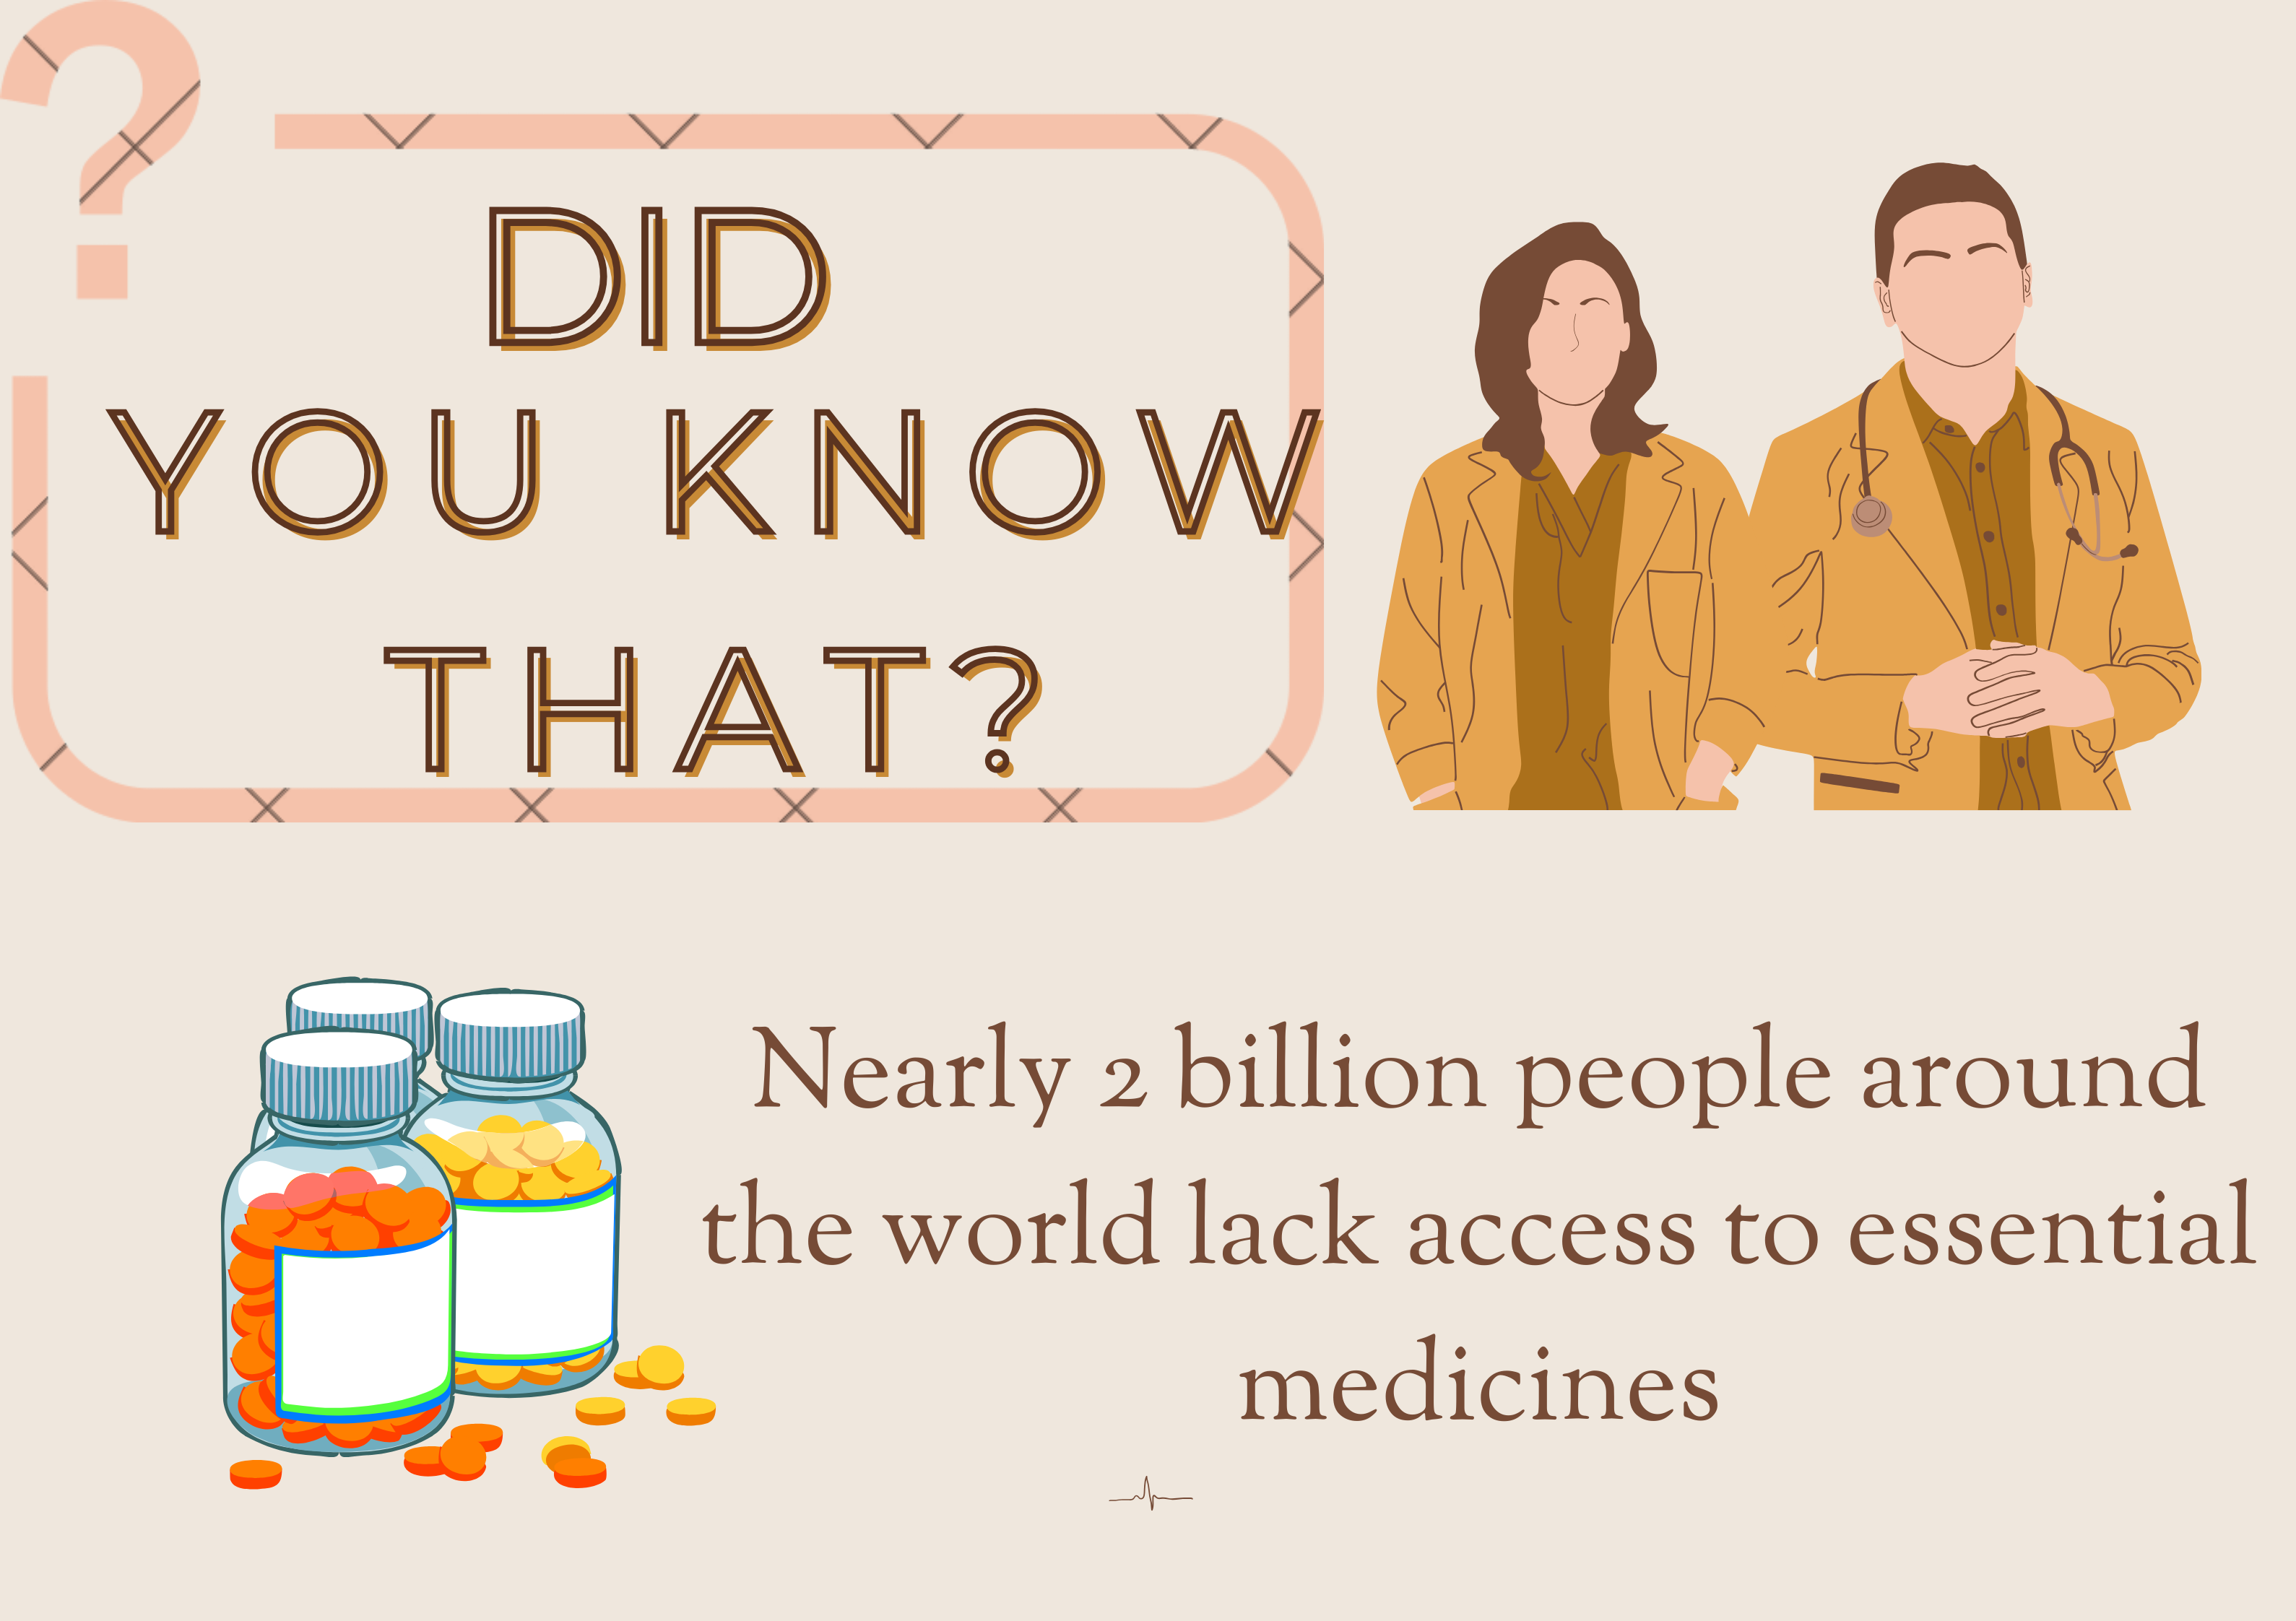 DID
YOU KNOW
THAT?
Nearly 2 billion people around
the world lack access to essential
medicines